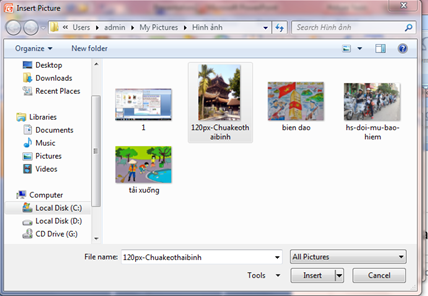 Insert Picture
Users ▸ admin ▸ My Pictures ▸ Hình ảnh
Search Hình ảnh
Organize
New folder
Desktop
Downloads
Recent Places
Libraries
Documents
Music
Pictures
Videos
Computer
Local Disk (C:)
Local Disk (D:)
CD Drive (G:)
1
120px-Chuakeoth
aibinh
bien dao
hs-doi-mu-bao-
hiem
tải xuống
File name:
120px-Chuakeothaibinh
All Pictures
Tools
Insert
Cancel